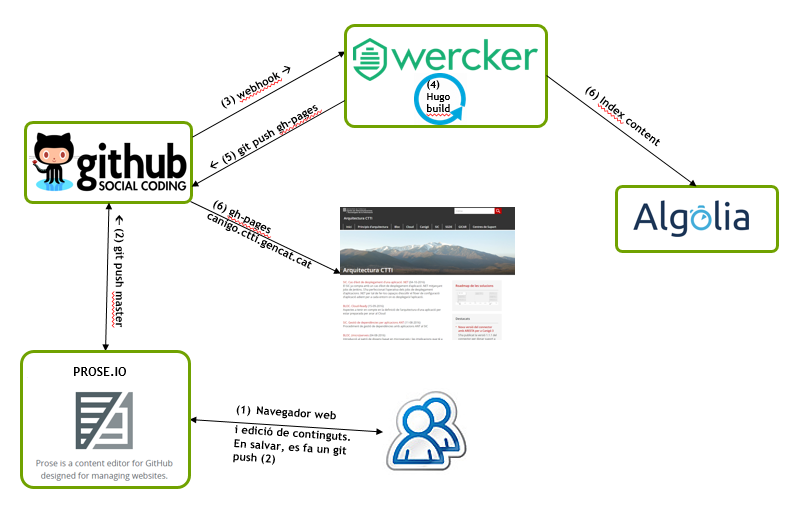 wercker
(4)
Hugo
build
(3) webhook →
← (5) git push gh-pages
(6) Index content
github
SOCIAL CODING
Algolia
(6) gh-pages
canigo.ctti.gencat.cat
Arquitectura CTTI
Arquitectura CTTI
← (2) git push master
PROSE.IO
Prose is a content editor for GitHub
designed for managing websites.
(1) Navegador web
i edició de continguts.
En salvar, es fa un git
push (2)